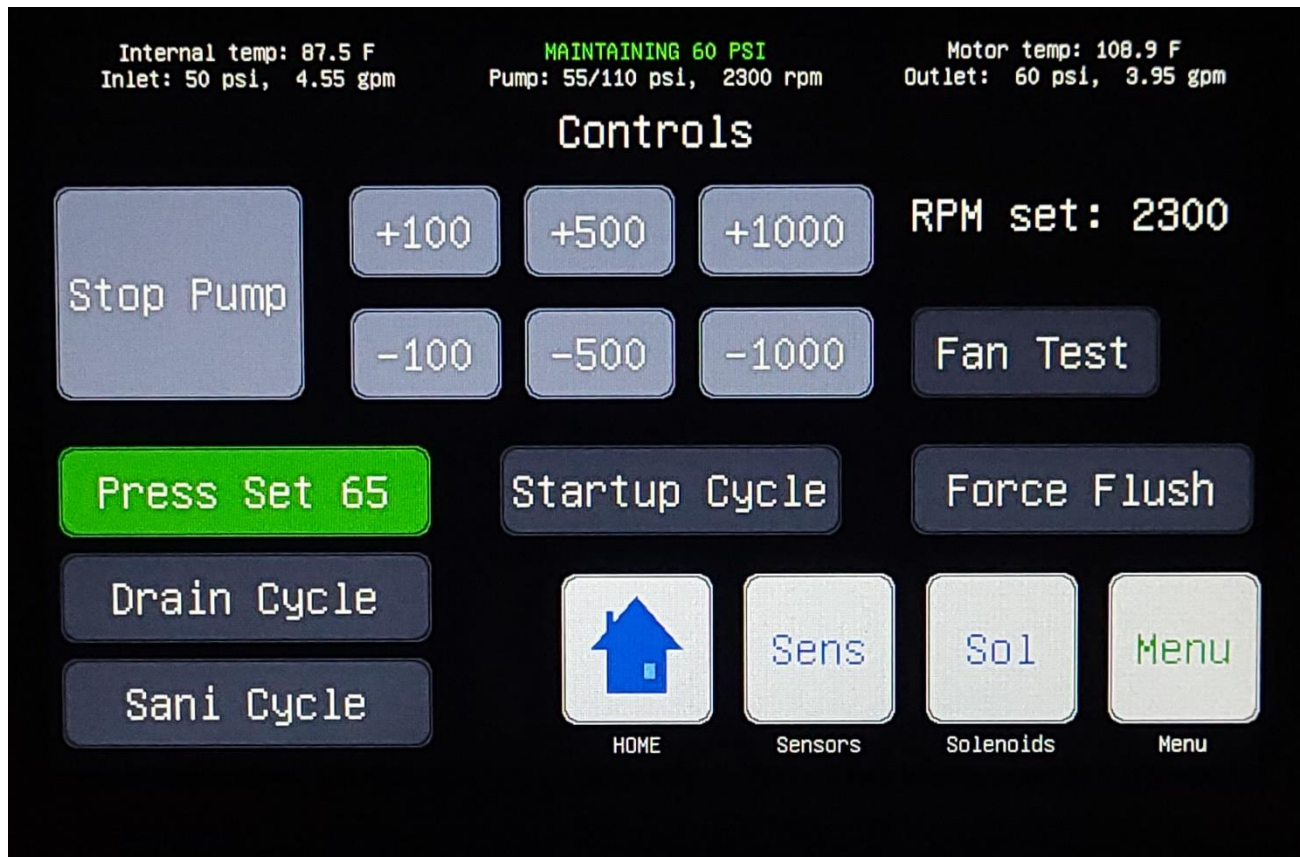 Internal temp: 87.5 F
Inlet: 50 psi, 4.55 gpm
MAINTAINING 60 PSI
Pump: 55/110 psi, 2300 rpm
Motor temp: 108.9 F
Outlet: 60 psi, 3.95 gpm
Controls
Stop Pump
+100
+500
+1000
RPM set: 2300
-100
-500
-1000
Fan Test
Press Set 65
Startup Cycle
Force Flush
Drain Cycle
Sani Cycle
Sens
Sol
Menu
HOME
Sensors
Solenoids
Menu